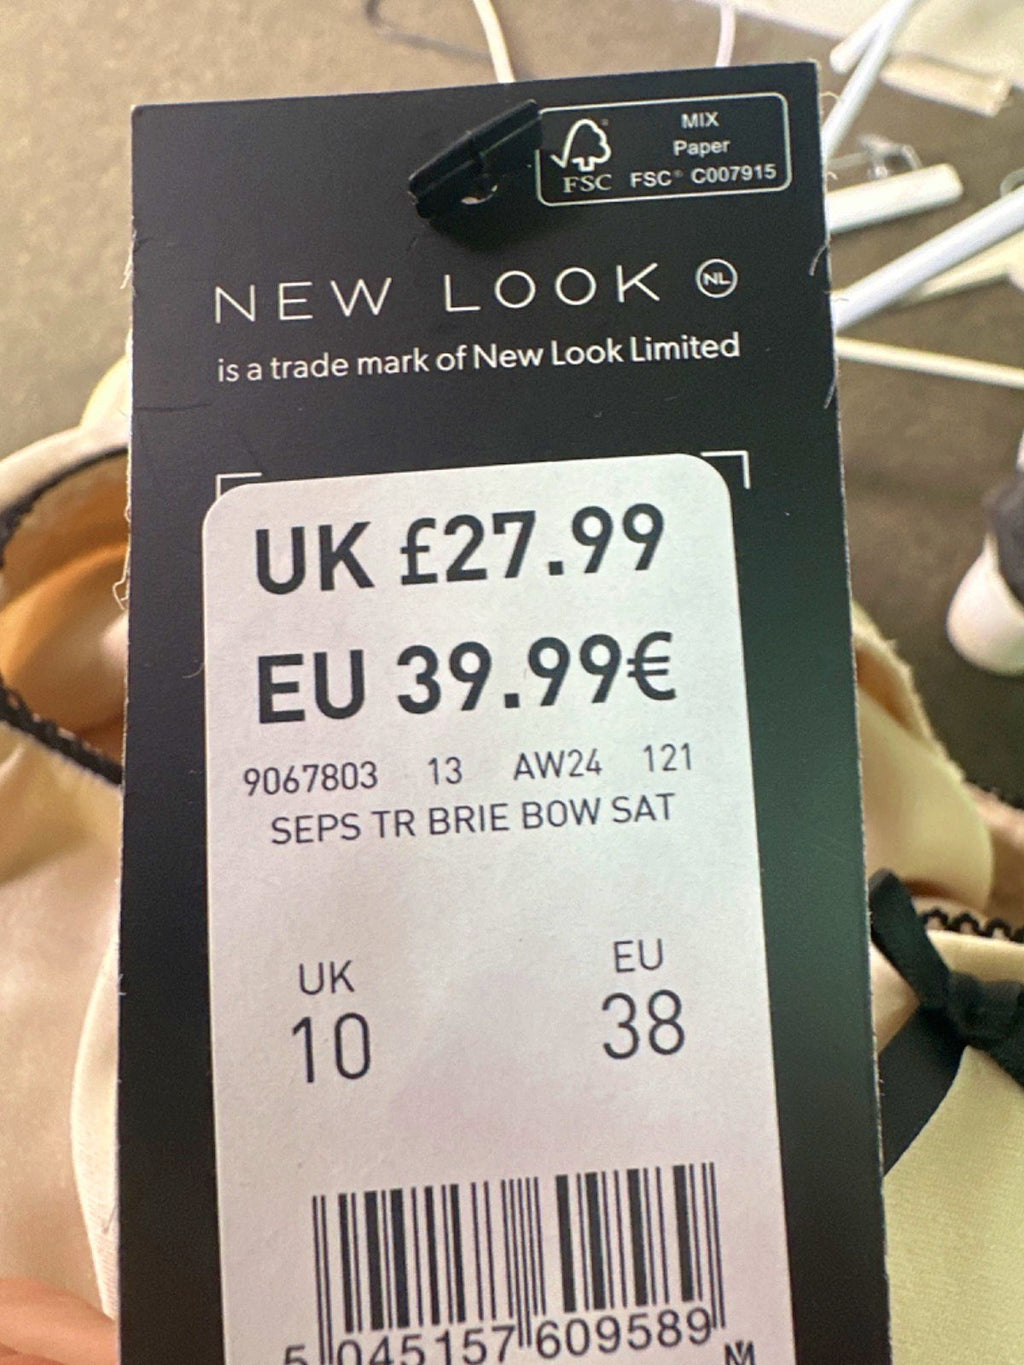 MIX
Paper
FSC FSC® C007915
NEW LOOK NL
is a trade mark of New Look Limited
UK £27.99
EU 39.99€
9067803 13 AW24 121
SEPS TR BRIE BOW SAT
UK EU
10 38
5 045157 609589